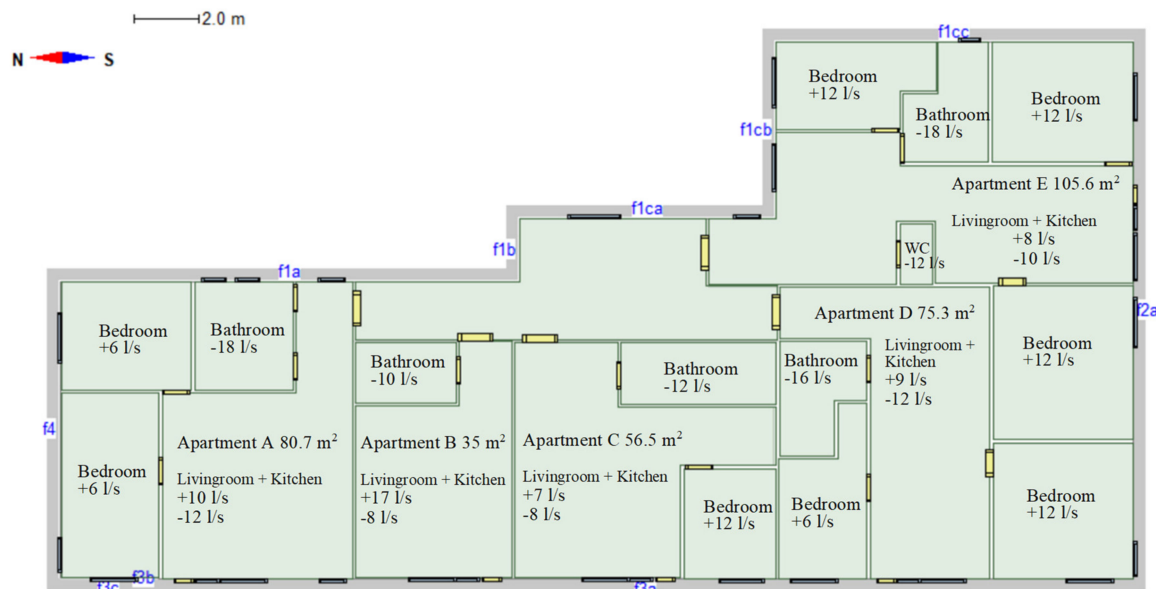 2.0 m
N S
f1cc
Bedroom
+12 l/s
Bathroom
-18 l/s
Bedroom
+12 l/s
f1cb
Apartment E 105.6 m²
Livingroom + Kitchen
+8 l/s
-10 l/s
WC
-12 l/s
f1ca
f1b
f1a
f2a
Bedroom
+6 l/s
Bathroom
-18 l/s
Apartment D 75.3 m²
Livingroom +
Kitchen
+9 l/s
-12 l/s
Bedroom
+12 l/s
Bathroom
-10 l/s
Bathroom
-12 l/s
Bathroom
-16 l/s
f4
Apartment A 80.7 m²
Livingroom + Kitchen
+10 l/s
-12 l/s
Bedroom
+6 l/s
Apartment B 35 m²
Livingroom + Kitchen
+17 l/s
-8 l/s
Apartment C 56.5 m²
Livingroom + Kitchen
+7 l/s
-8 l/s
Bedroom
+12 l/s
Bedroom
+6 l/s
Bedroom
+12 l/s
f3b
f3c
f3a